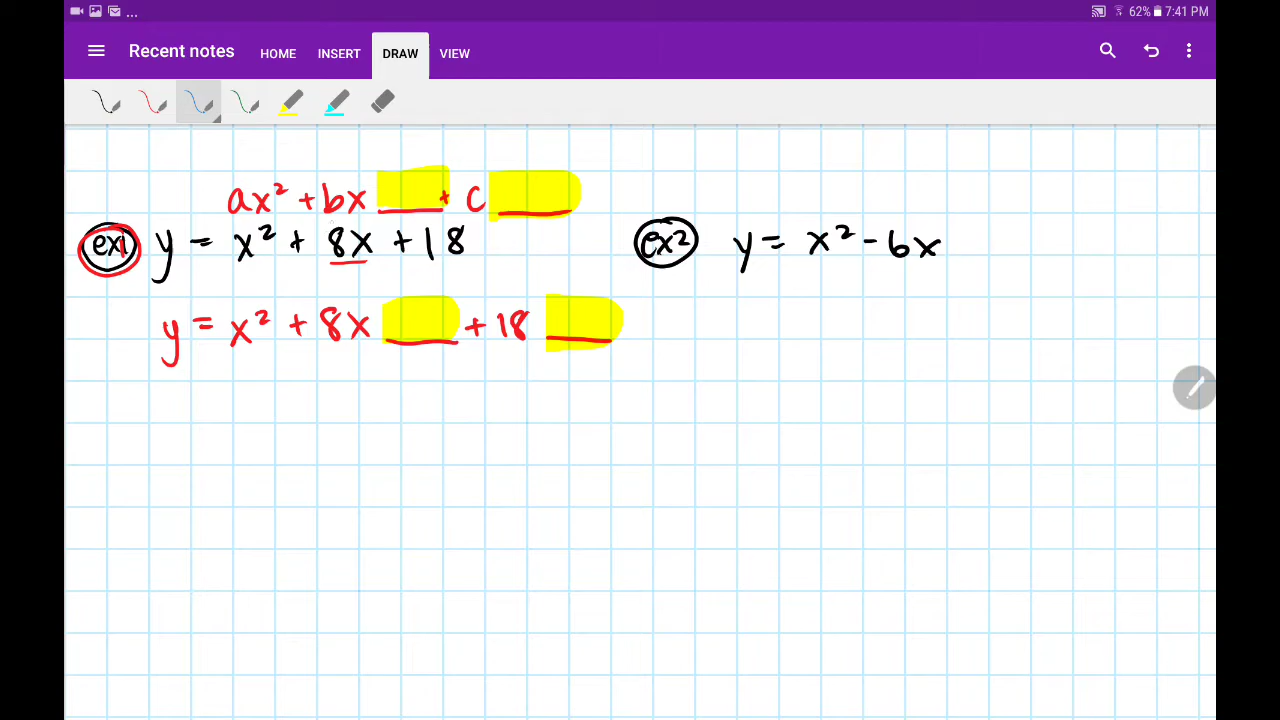 ... 62% 7:41 PM
Recent notes HOME INSERT DRAW VIEW
ax² + bx ___ + c ___
ex1 y = x² + 8x + 18
ex2 y = x² - 6x
y = x² + 8x ___ + 18 ___